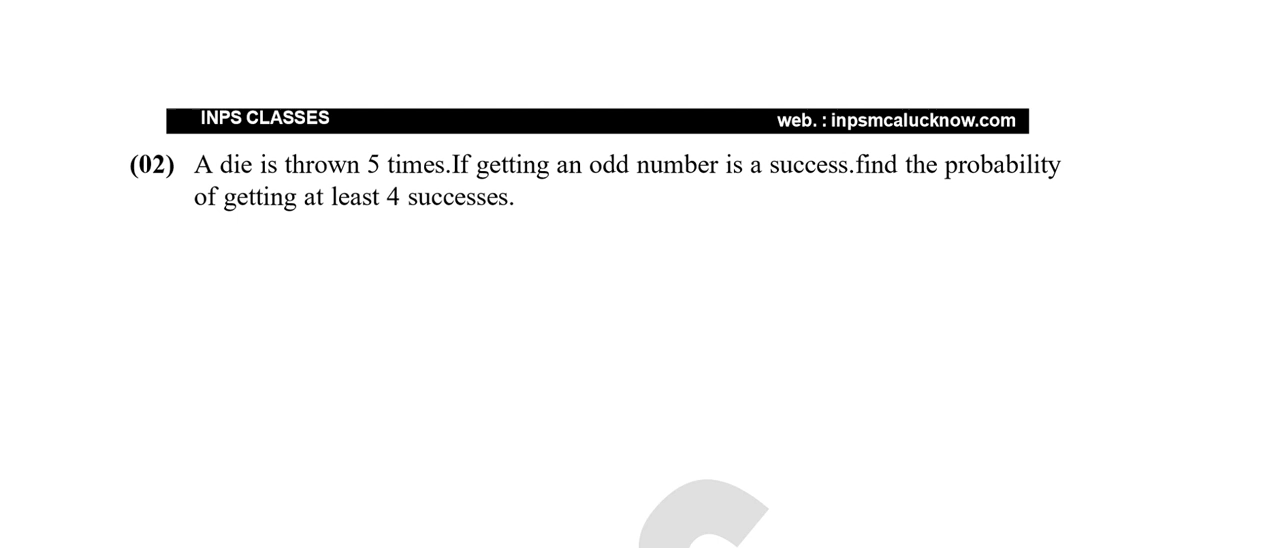 INPS CLASSES web. : inpsmcalucknow.com
(02) A die is thrown 5 times.If getting an odd number is a success.find the probability
of getting at least 4 successes.